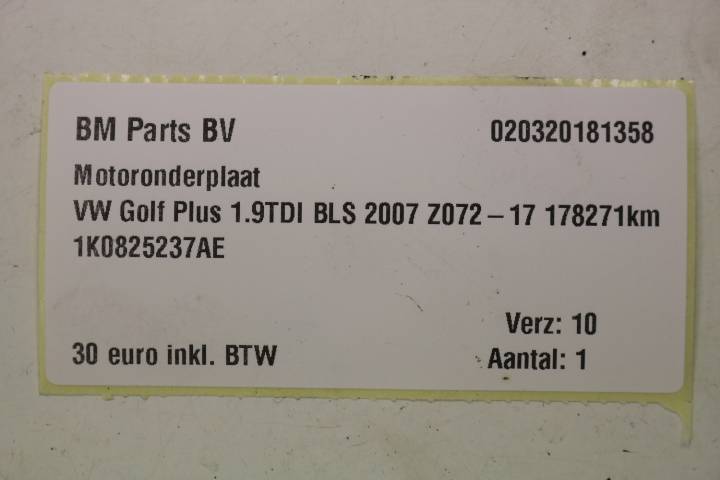 BM Parts BV 020320181358
Motoronderplaat
VW Golf Plus 1.9TDI BLS 2007 Z072 – 17 178271km
1K0825237AE
Verz: 10
30 euro inkl. BTW Aantal: 1